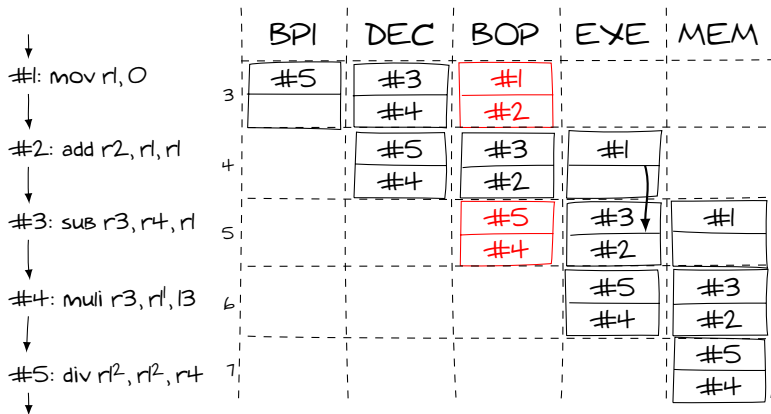 BPI DEC BOP EXE MEM
#1: mov r1, 0
3 #5 #3 #1
#4 #2
#2: add r2, r1, r1
4 #5 #3 #1
#4 #2
#3: sub r3, r4, r1
5 #5 #3 #1
#4 #2
#4: muli r3, r11, 13
6 #5 #3
#4 #2
#5: div r12, r12, r4
7 #5
#4